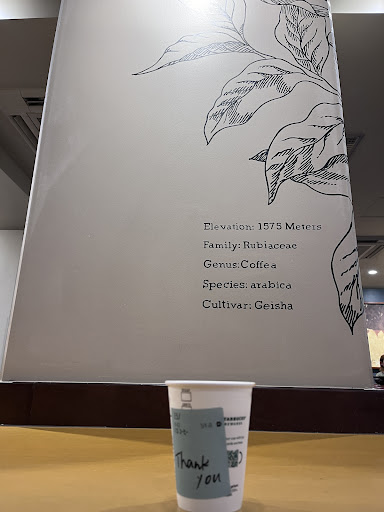 Elevation: 1575 Meters
Family: Rubiaceae
Genus:Coffea
Species: arabica
Cultivar: Geisha
Thank
you